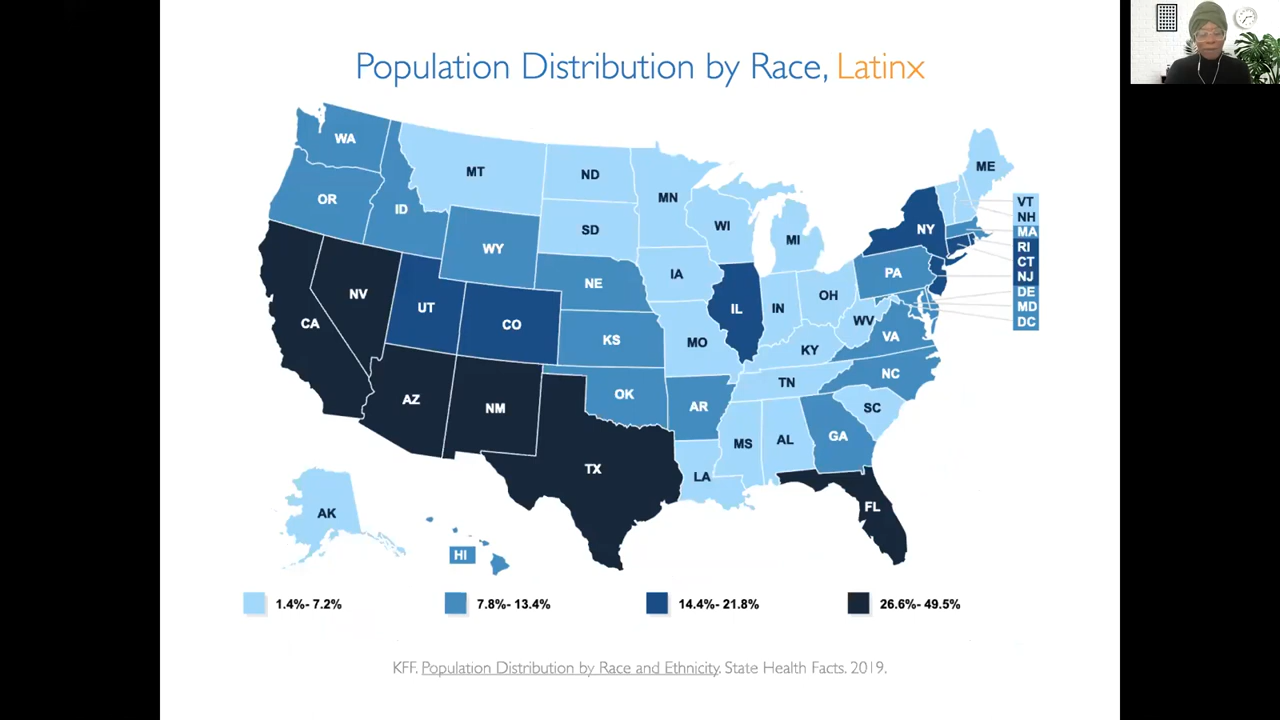 Population Distribution by Race, Latinx
WA
MT
ND
MN
ME
OR
ID
WY
SD
WI
MI
NY
VT
NH
MA
RI
CT
NJ
DE
MD
DC
NV
UT
CO
NE
IA
IL
IN
OH
PA
CA
KS
MO
KY
WV
VA
AZ
NM
OK
AR
TN
NC
SC
TX
LA
MS
AL
GA
FL
AK
HI
1.4%- 7.2%
7.8%- 13.4%
14.4%- 21.8%
26.6%- 49.5%
KFF. Population Distribution by Race and Ethnicity. State Health Facts. 2019.